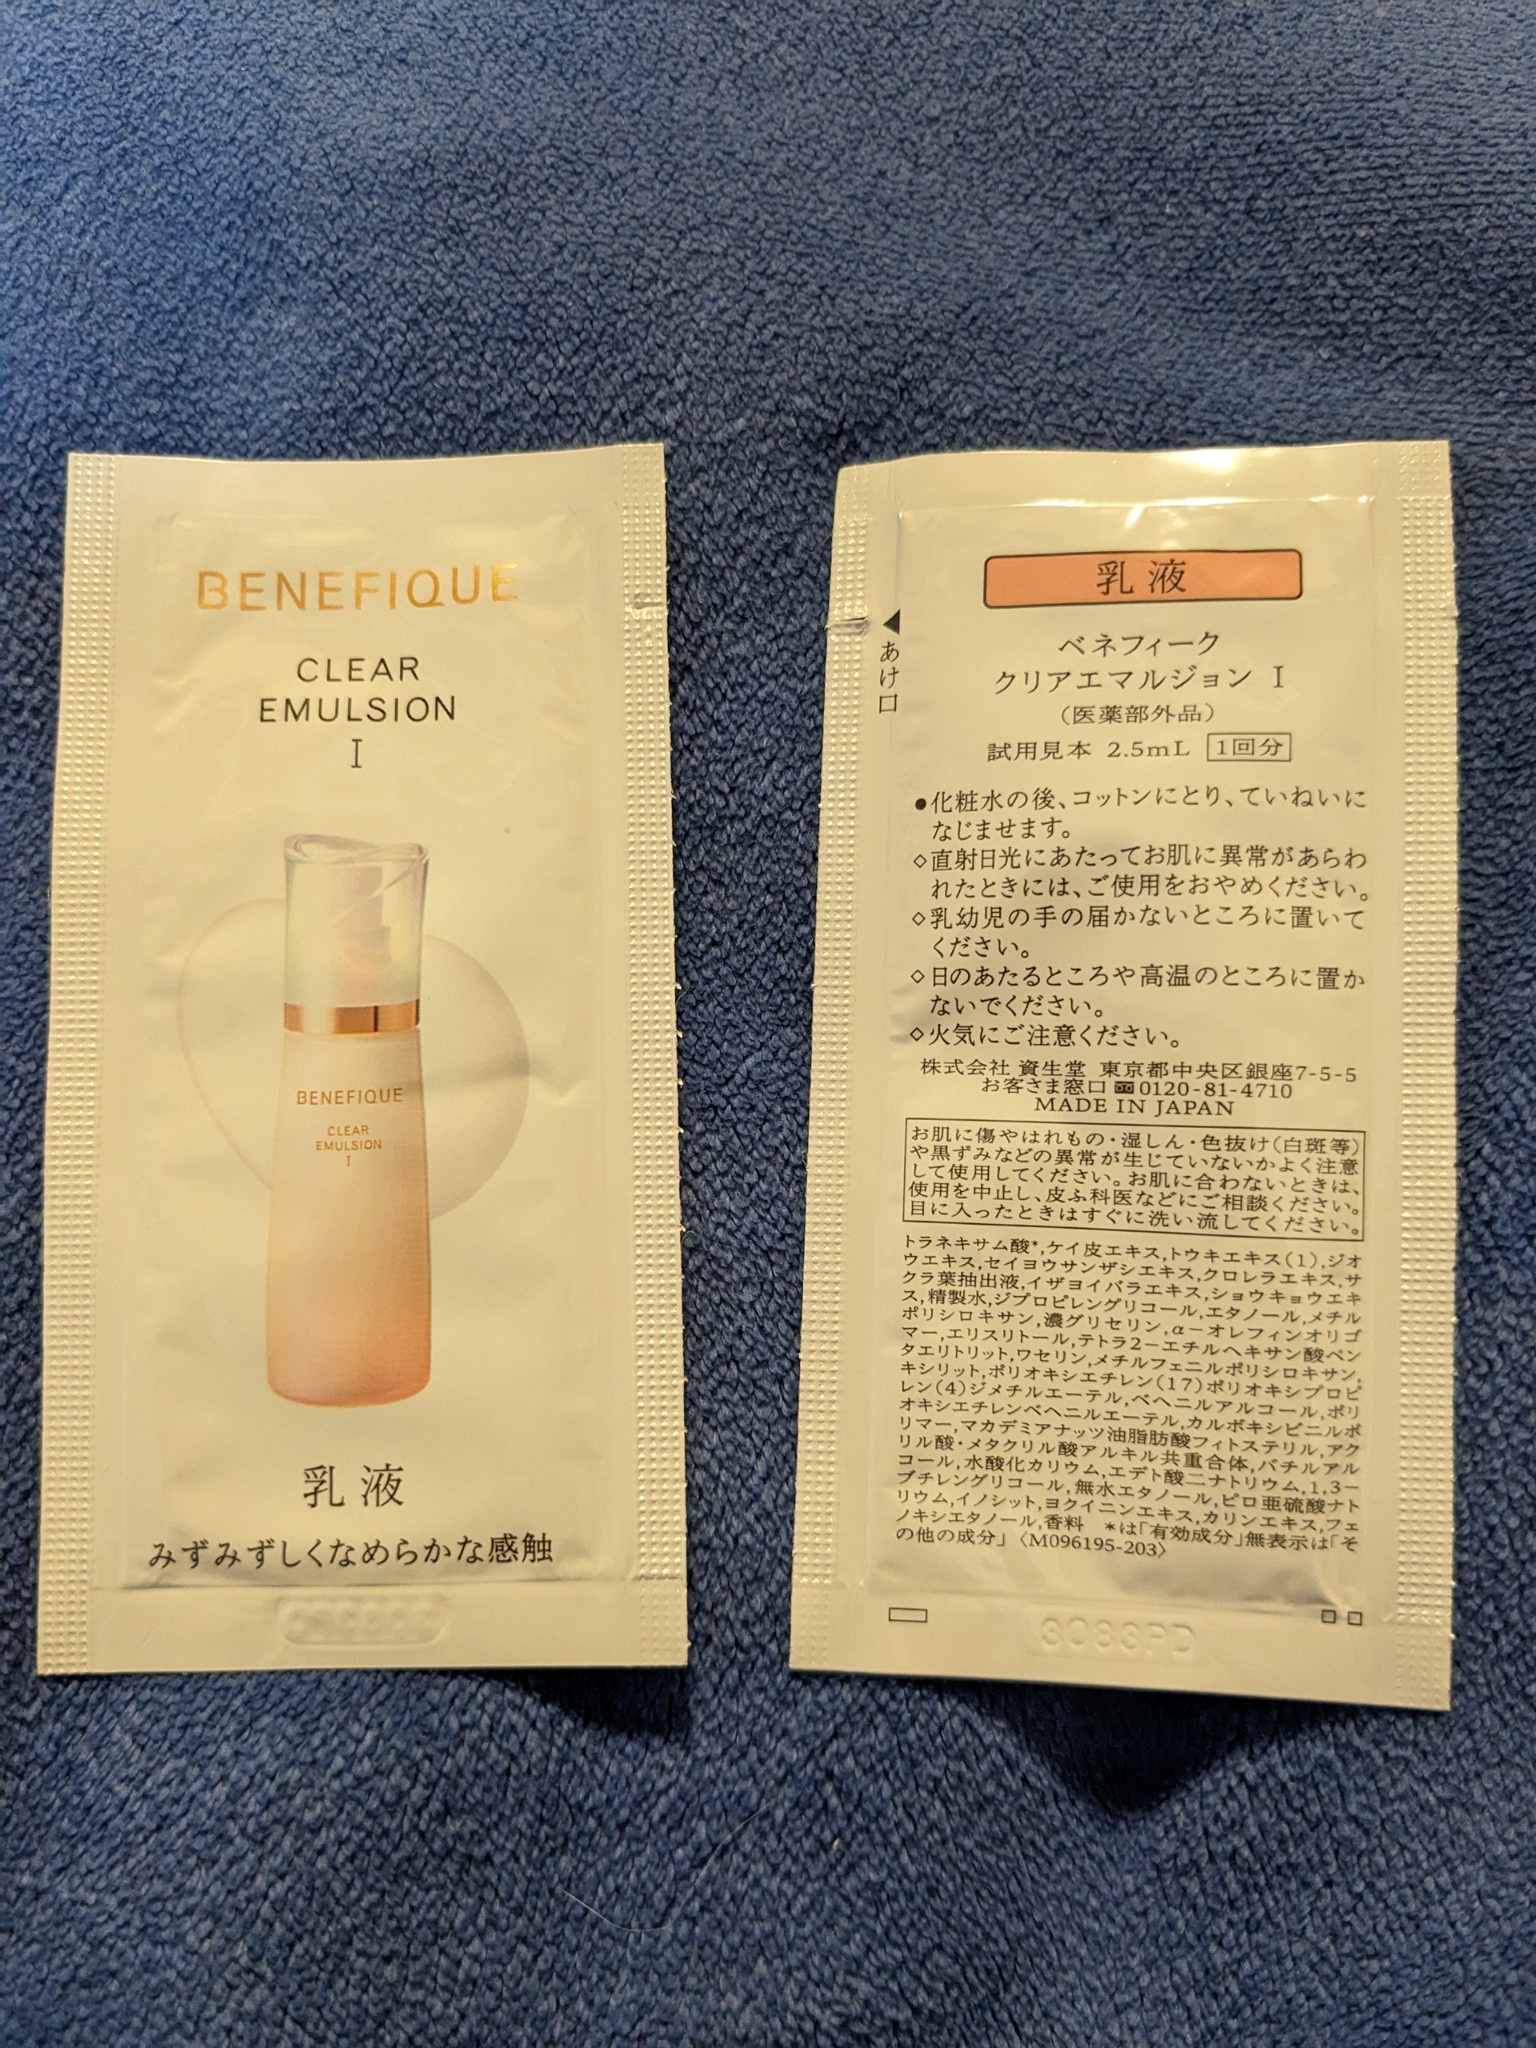 BENEFIQUE
CLEAR
EMULSION
I
BENEFIQUE
CLEAR
EMULSION
I
乳液
みずみずしくなめらかな感触
乳液
あけ口
ベネフィーク
クリアエマルジョン I
(医薬部外品)
試用見本 2.5mL 1回分
●化粧水の後、コットンにとり、ていねいに
なじませます。
◇直射日光にあたってお肌に異常があらわ
れたときには、ご使用をおやめください。
◇乳幼児の手の届かないところに置いて
ください。
◇日のあたるところや高温のところに置か
ないでください。
◇火気にご注意ください。
株式会社 資生堂 東京都中央区銀座7-5-5
お客さま窓口 0120-81-4710
MADE IN JAPAN
お肌に傷やはれもの・湿しん・色抜け(白斑等)
や黒ずみなどの異常が生じていないかよく注意
して使用してください。お肌に合わないときは、
使用を中止し、皮ふ科医などにご相談ください。
目に入ったときはすぐに洗い流してください。
トラネキサム酸*,ケイ皮エキス,トウキエキス(1),ジオ
ウエキス,セイヨウサンザシエキス,クロレラエキス,サ
クラ葉抽出液,イザヨイバラエキス,ショウキョウエキ
ス,精製水,ジプロピレングリコール,エタノール,メチル
ポリシロキサン,濃グリセリン,α-オレフィンオリゴ
マー,エリスリトール,テトラ2-エチルヘキサン酸ペン
タエリトリット,ワセリン,メチルフェニルポリシロキサン,
キシリット,ポリオキシエチレン(17)ポリオキシプロピ
レン(4)ジメチルエーテル,ベヘニルアルコール,ポリ
オキシエチレンベヘニルエーテル,カルボキシビニルポ
リマー,マカデミアナッツ油脂肪酸フィトステリル,アク
リル酸・メタクリル酸アルキル共重合体,バチルアル
コール,水酸化カリウム,エデト酸二ナトリウム,1,3-
ブチレングリコール,無水エタノール,ピロ亜硫酸ナト
リウム,イノシット,ヨクイニンエキス,カリンエキス,フェ
ノキシエタノール,香料 *は「有効成分」無表示は「そ
の他の成分」〈M096195-203〉
3083PD